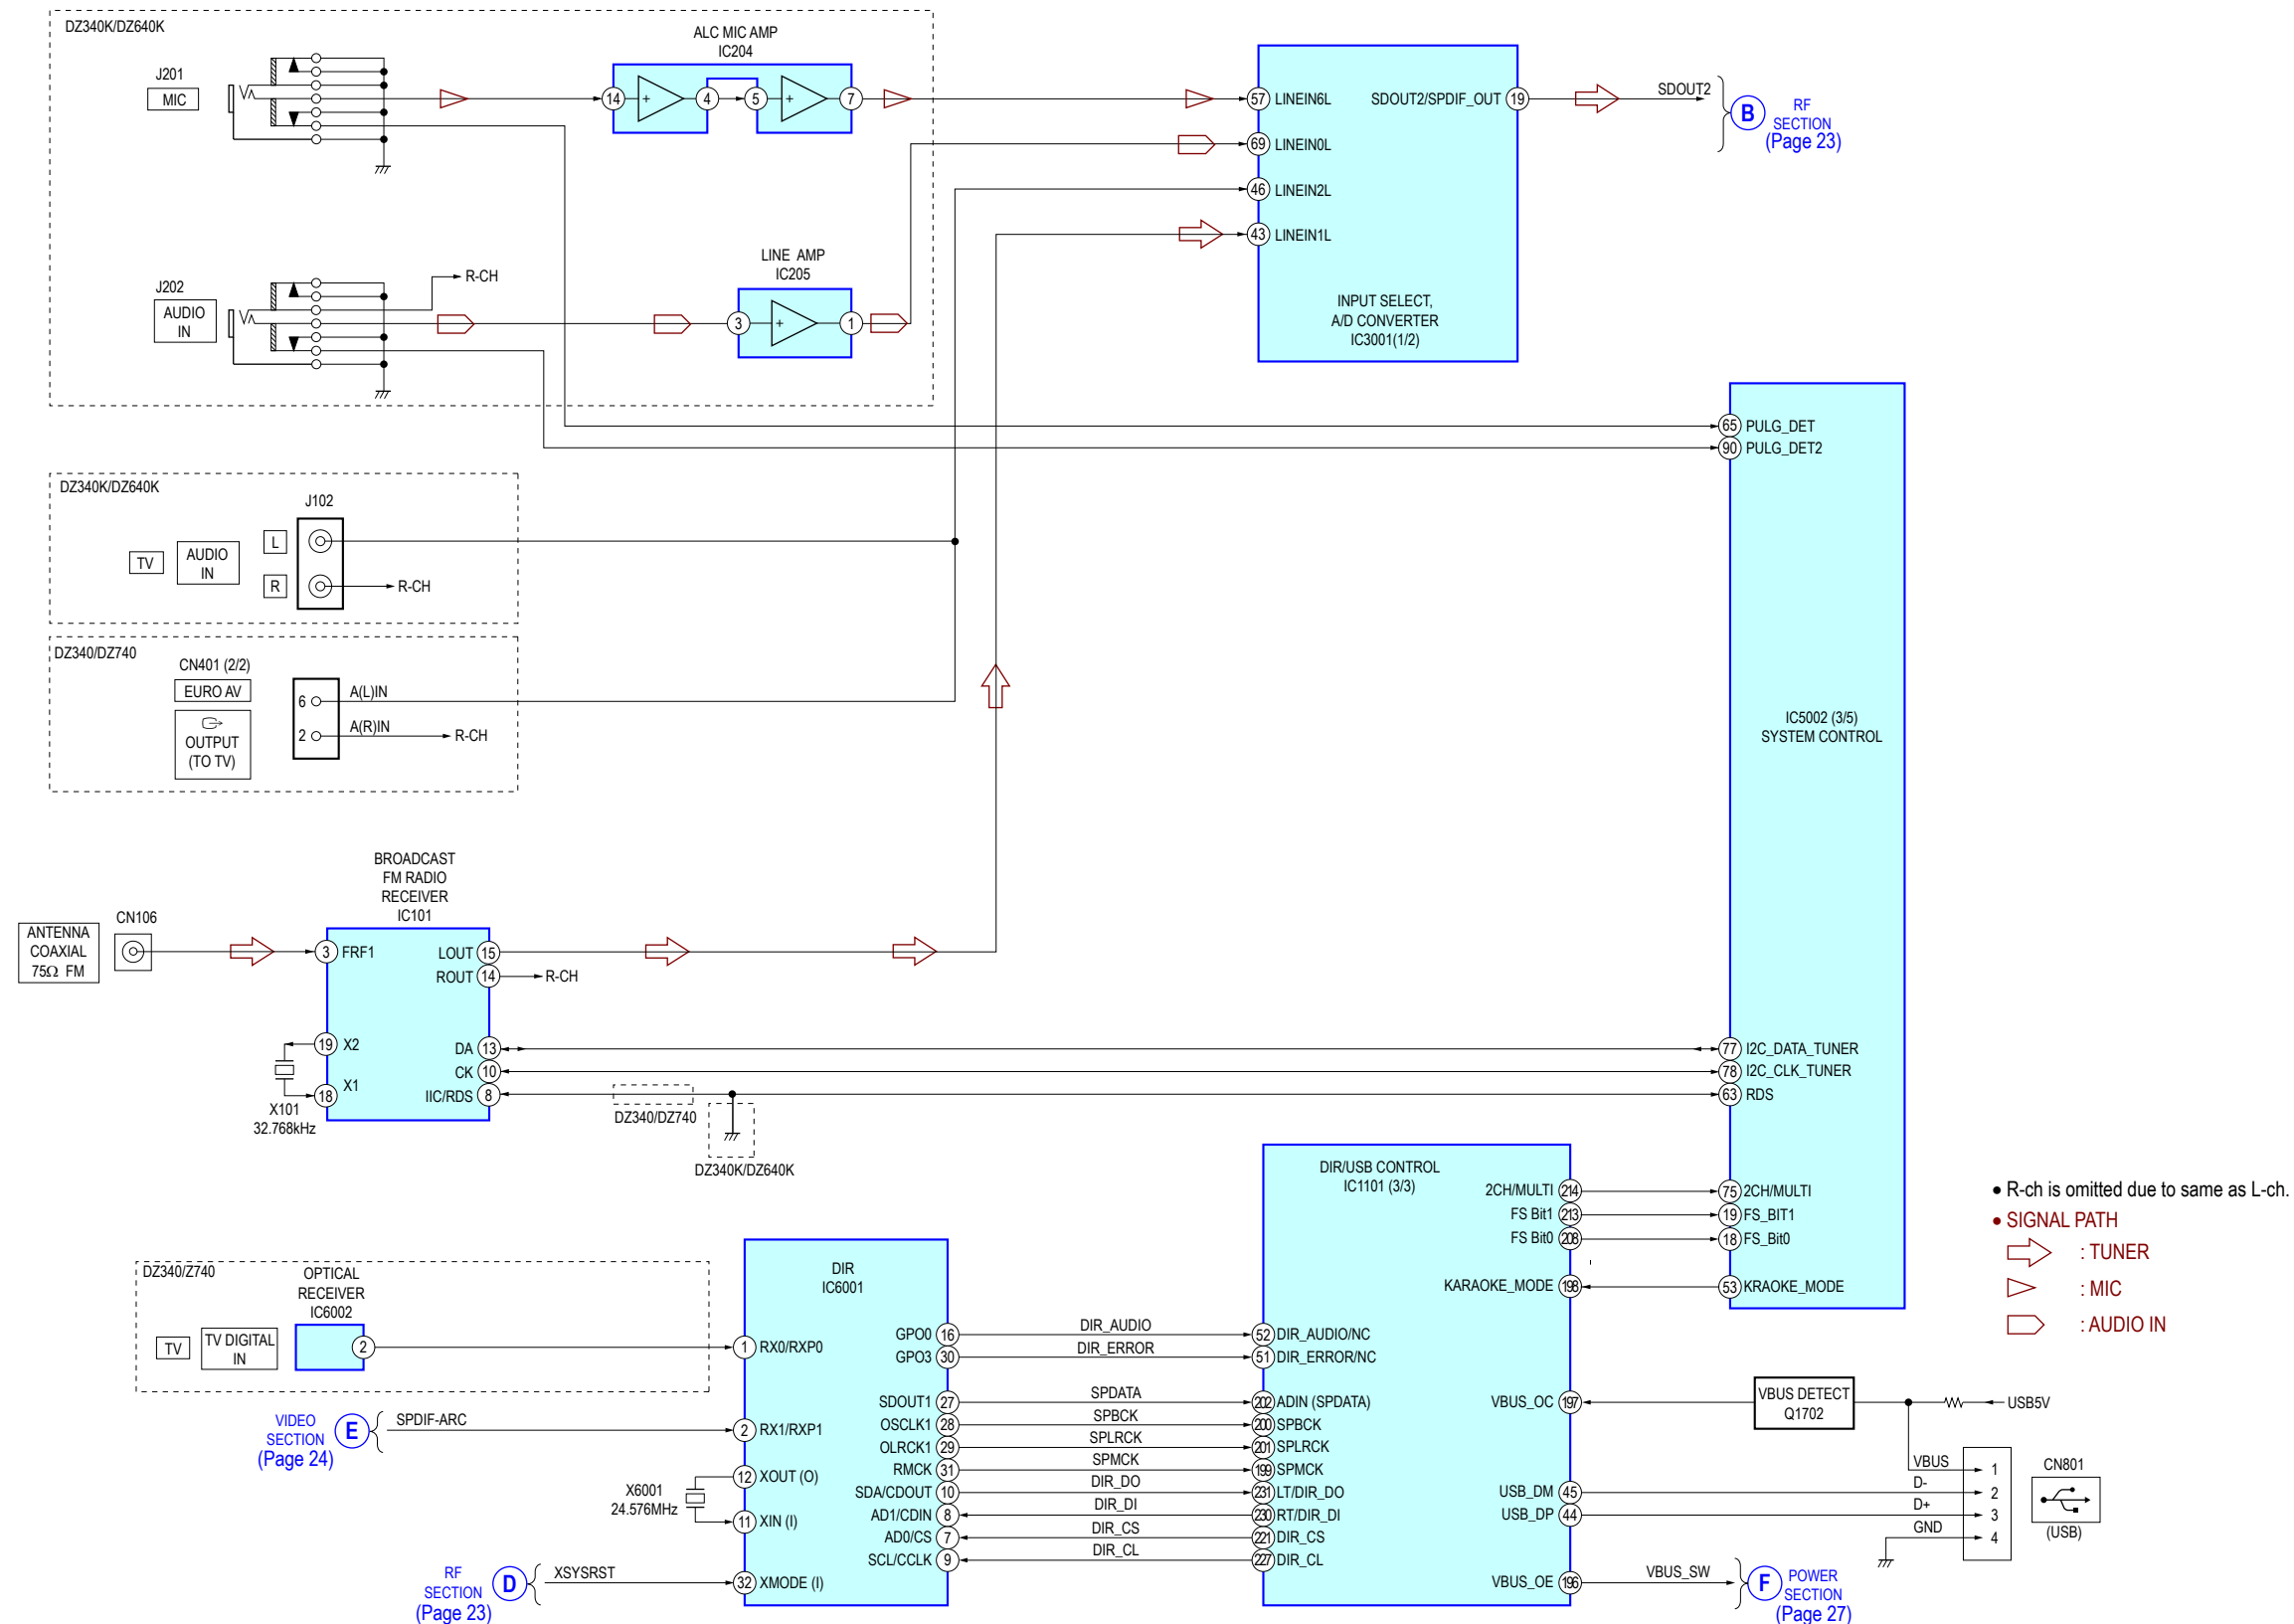 DZ340K/DZ640K
J201
MIC
ALC MIC AMP
IC204
14
+
4
5
+
7
57 LINEIN6L
69 LINEIN0L
46 LINEIN2L
43 LINEIN1L
SDOUT2/SPDIF_OUT 19
SDOUT2
B
RF
SECTION
(Page 23)
INPUT SELECT,
A/D CONVERTER
IC3001(1/2)
J202
AUDIO
IN
R-CH
LINE AMP
IC205
3
+
1
65 PULG_DET
90 PULG_DET2
IC5002 (3/5)
SYSTEM CONTROL
DZ340K/DZ640K
J102
TV
AUDIO
IN
L
R
R-CH
DZ340/DZ740
CN401 (2/2)
EURO AV
OUTPUT
(TO TV)
6
A(L)IN
2
A(R)IN
R-CH
BROADCAST
FM RADIO
RECEIVER
IC101
ANTENNA
COAXIAL
75Ω FM
CN106
3 FRF1
LOUT 15
ROUT 14
R-CH
19 X2
18 X1
X101
32.768kHz
DA 13
CK 10
IIC/RDS 8
DZ340/DZ740
DZ340K/DZ640K
77 I2C_DATA_TUNER
78 I2C_CLK_TUNER
63 RDS
DIR/USB CONTROL
IC1101 (3/3)
2CH/MULTI 214
FS Bit1 213
FS Bit0 208
KARAOKE_MODE 198
75 2CH/MULTI
19 FS_BIT1
18 FS_Bit0
53 KRAOKE_MODE
• R-ch is omitted due to same as L-ch.
• SIGNAL PATH
: TUNER
: MIC
: AUDIO IN
DZ340/Z740
OPTICAL
RECEIVER
IC6002
TV
TV DIGITAL
IN
2
DIR
IC6001
1 RX0/RXP0
2 RX1/RXP1
12 XOUT (O)
11 XIN (I)
32 XMODE (I)
VIDEO
SECTION
(Page 24)
E
SPDIF-ARC
X6001
24.576MHz
RF
SECTION
(Page 23)
D
XSYSRST
GPO0 16
GPO3 30
SDOUT1 27
OSCLK1 28
OLRCK1 29
RMCK 31
SDA/CDOUT 10
AD1/CDIN 8
AD0/CS 7
SCL/CCLK 9
DIR_AUDIO
DIR_ERROR
SPDATA
SPBCK
SPLRCK
SPMCK
DIR_DO
DIR_DI
DIR_CS
DIR_CL
52 DIR_AUDIO/NC
51 DIR_ERROR/NC
202 ADIN (SPDATA)
200 SPBCK
201 SPLRCK
199 SPMCK
231 LT/DIR_DO
230 RT/DIR_DI
221 DIR_CS
227 DIR_CL
VBUS_OC 197
USB_DM 45
USB_DP 44
VBUS_OE 196
VBUS DETECT
Q1702
USB5V
VBUS
D-
D+
GND
1
2
3
4
CN801
(USB)
VBUS_SW
F
POWER
SECTION
(Page 27)